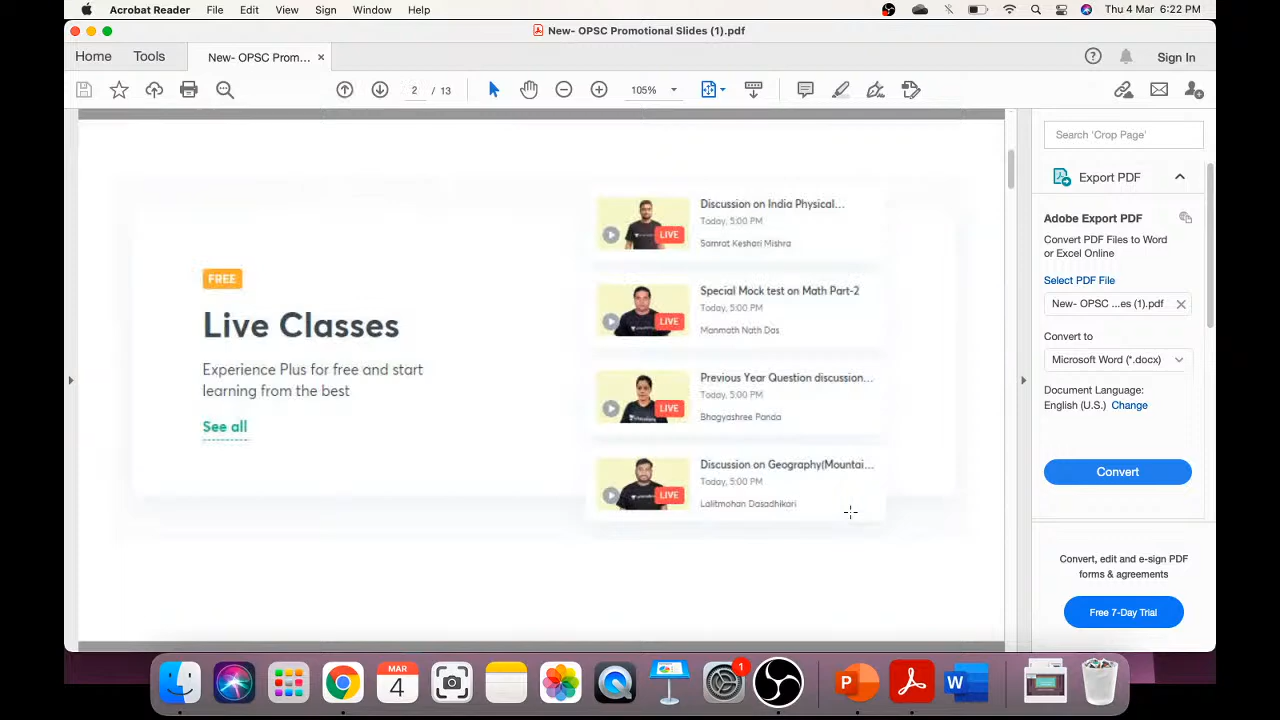 Acrobat Reader File Edit View Sign Window Help Thu 4 Mar 6:22 PM
New- OPSC Promotional Slides (1).pdf
Home Tools New- OPSC Prom... × Sign In
2 / 13 105%
Search 'Crop Page'
Export PDF
Adobe Export PDF
Convert PDF Files to Word
or Excel Online
Select PDF File
New- OPSC ...es (1).pdf
Convert to
Microsoft Word (*.docx)
Document Language:
English (U.S.) Change
Convert
Convert, edit and e-sign PDF
forms & agreements
Free 7-Day Trial
FREE
Live Classes
Experience Plus for free and start
learning from the best
See all
Discussion on India Physical...
Today, 5:00 PM
LIVE
Samrat Keshari Mishra
Special Mock test on Math Part-2
Today, 5:00 PM
LIVE
Manmath Nath Das
Previous Year Question discussion...
Today, 5:00 PM
LIVE
Bhagyashree Panda
Discussion on Geography(Mountai...
Today, 5:00 PM
LIVE
Lalitmohan Dasadhikari
MAR
4
1
P
W